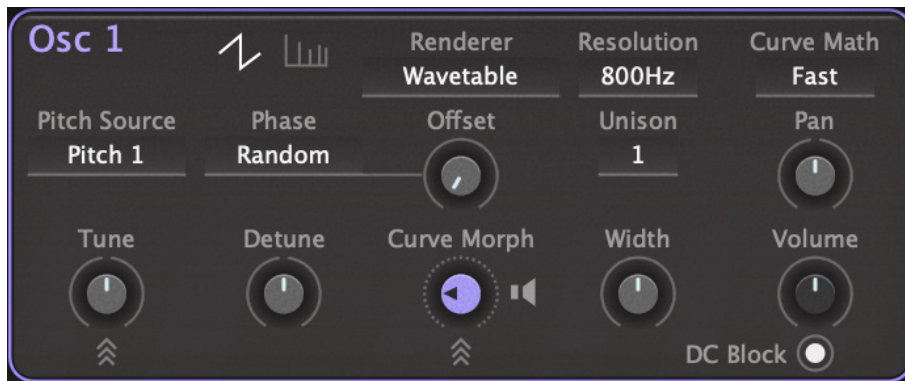 Osc 1
Renderer Resolution Curve Math
Wavetable 800Hz Fast
Pitch Source Phase Offset Unison Pan
Pitch 1 Random 1
Tune Detune Curve Morph Width Volume
DC Block